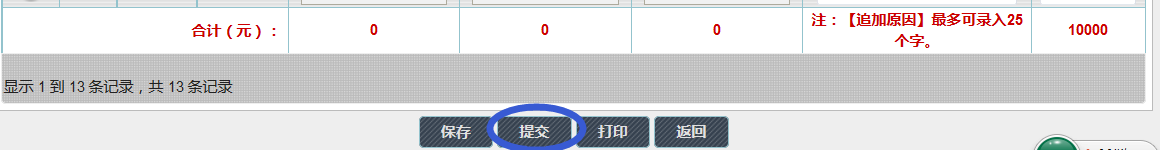 合计（元）： 0 0 0 注：【追加原因】最多可录入25个字。 10000
显示 1 到 13 条记录，共 13 条记录
保存 提交 打印 返回